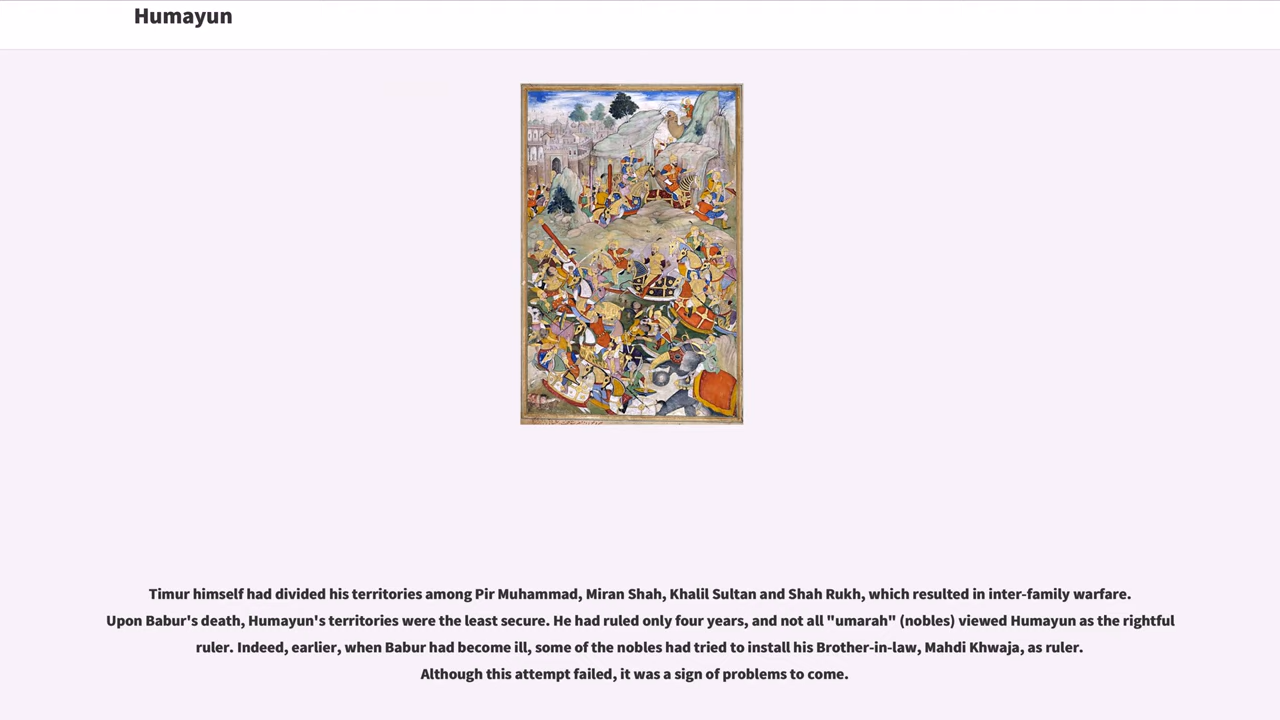 Humayun
Timur himself had divided his territories among Pir Muhammad, Miran Shah, Khalil Sultan and Shah Rukh, which resulted in inter-family warfare.
Upon Babur's death, Humayun's territories were the least secure. He had ruled only four years, and not all "umarah" (nobles) viewed Humayun as the rightful
ruler. Indeed, earlier, when Babur had become ill, some of the nobles had tried to install his Brother-in-law, Mahdi Khwaja, as ruler.
Although this attempt failed, it was a sign of problems to come.